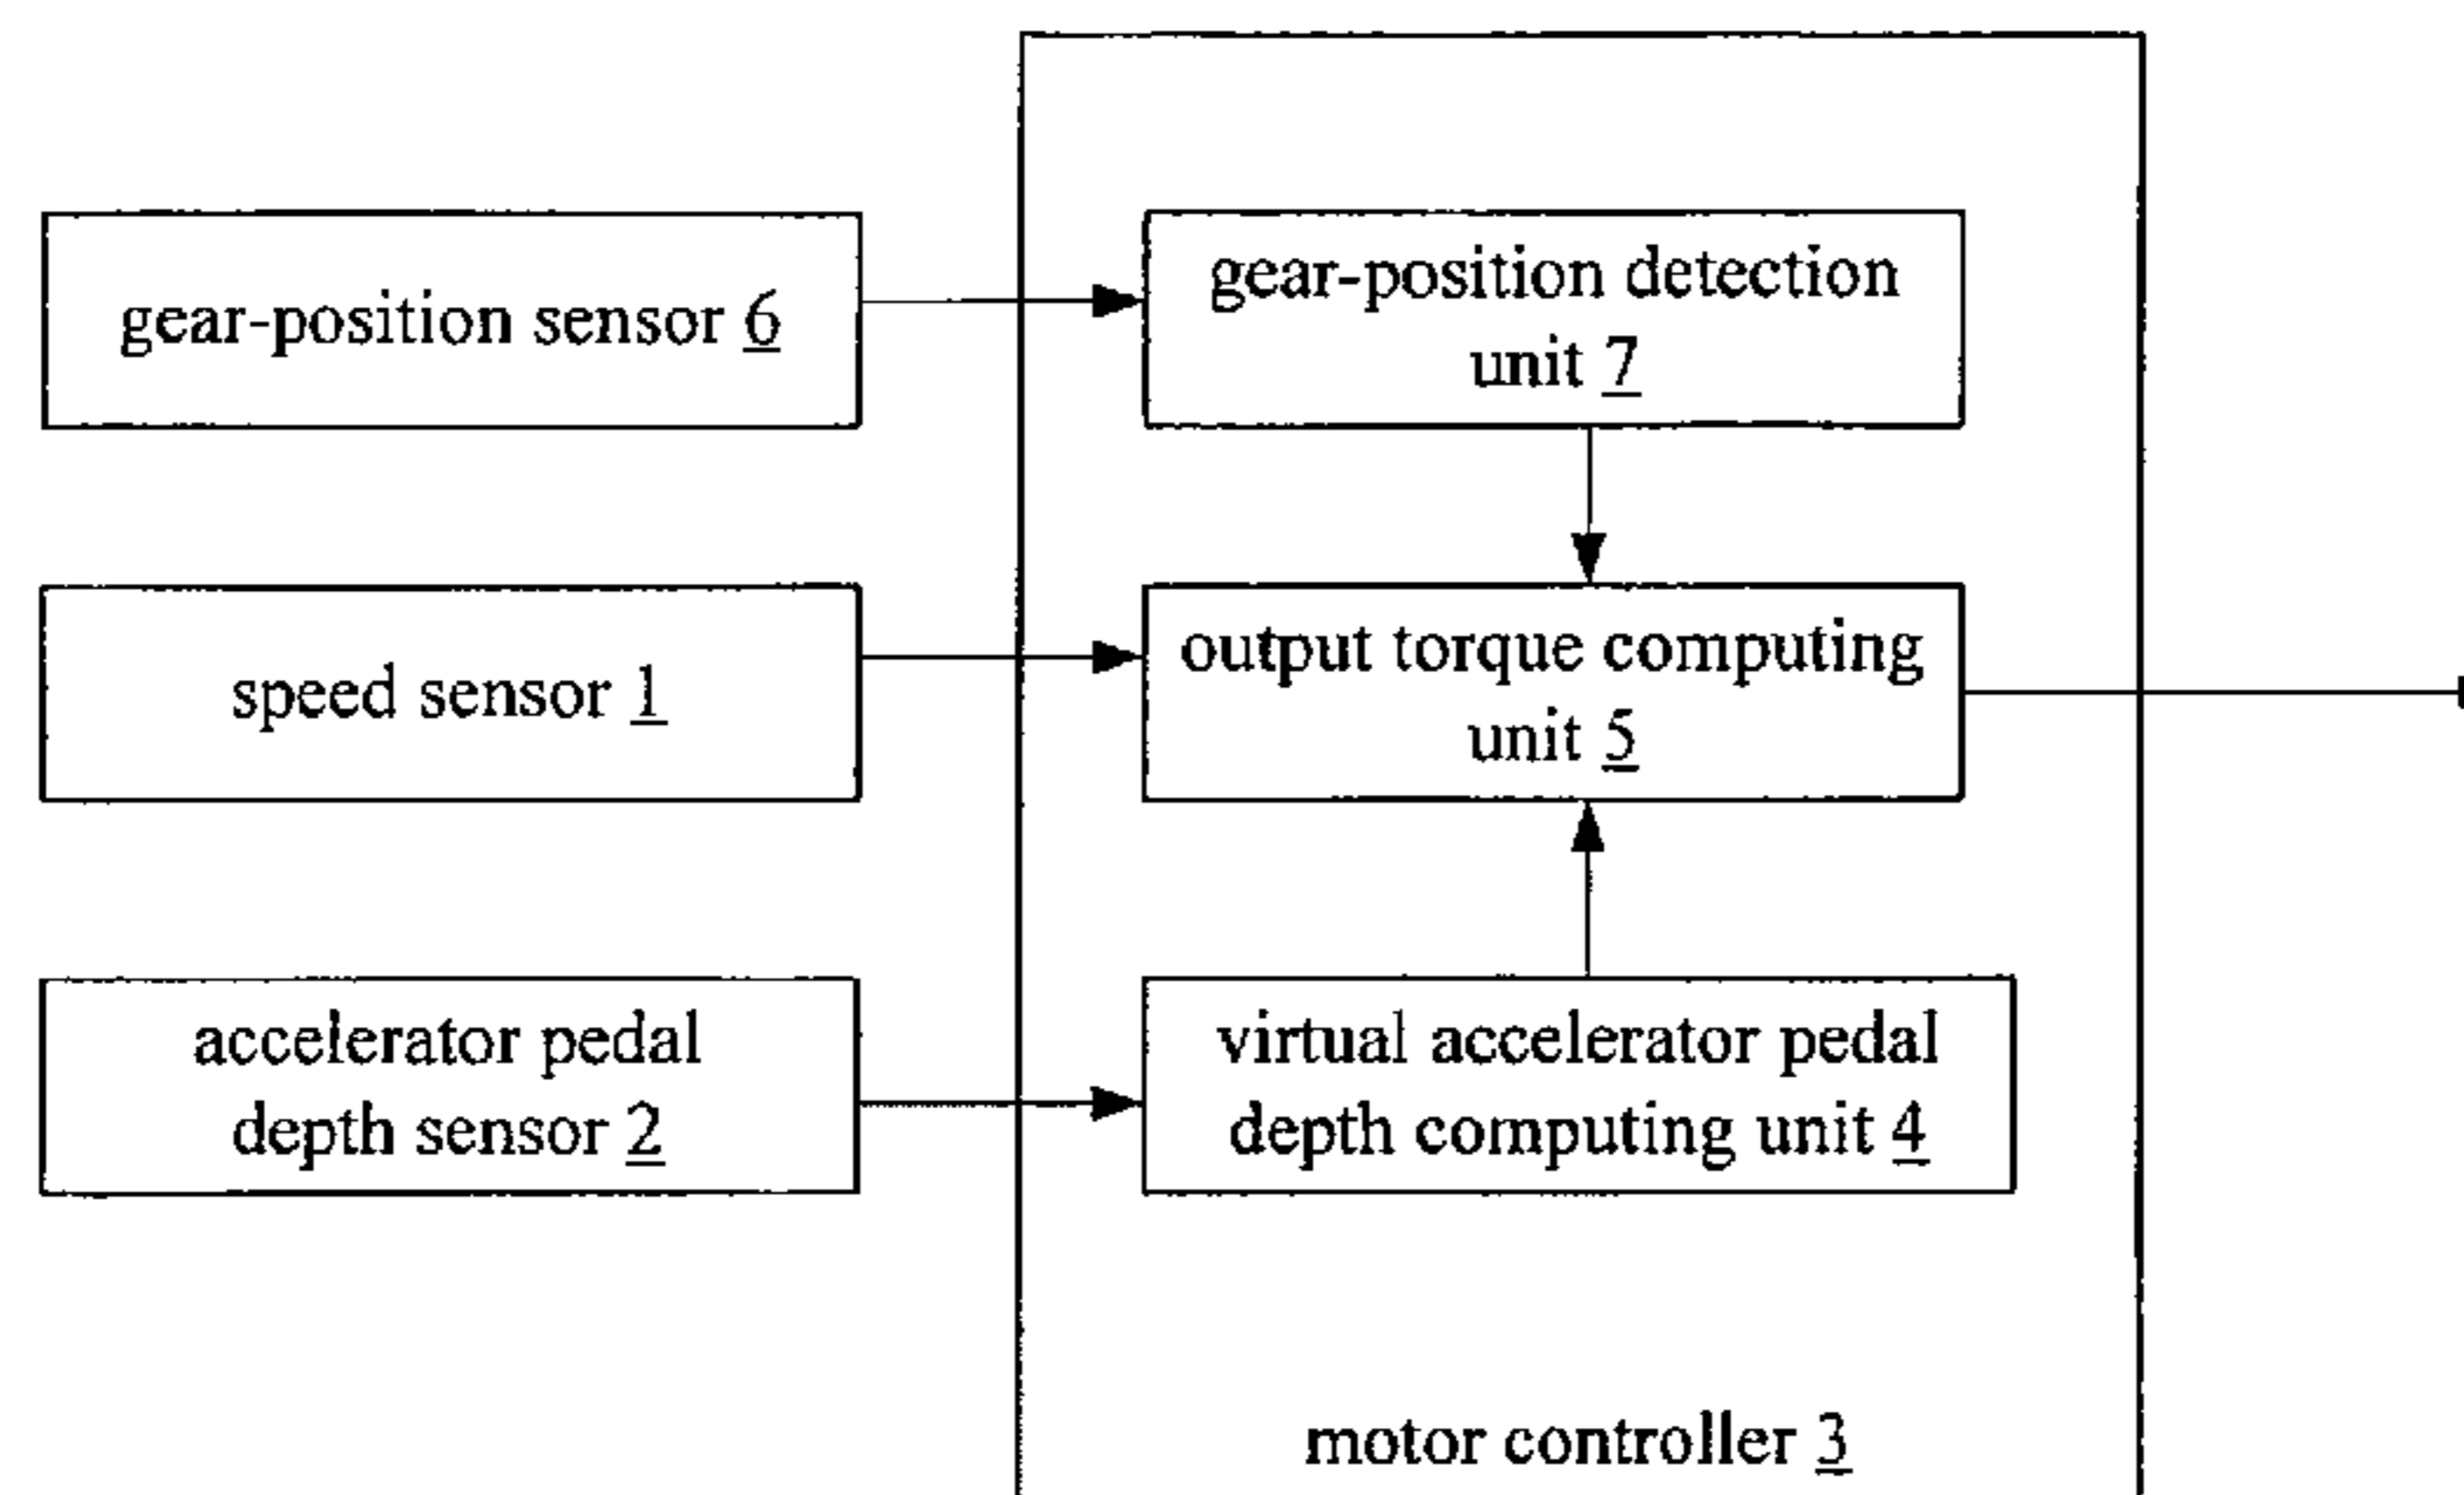 gear-position sensor 6
gear-position detection
unit 7
speed sensor 1
output torque computing
unit 5
accelerator pedal
depth sensor 2
virtual accelerator pedal
depth computing unit 4
motor controller 3